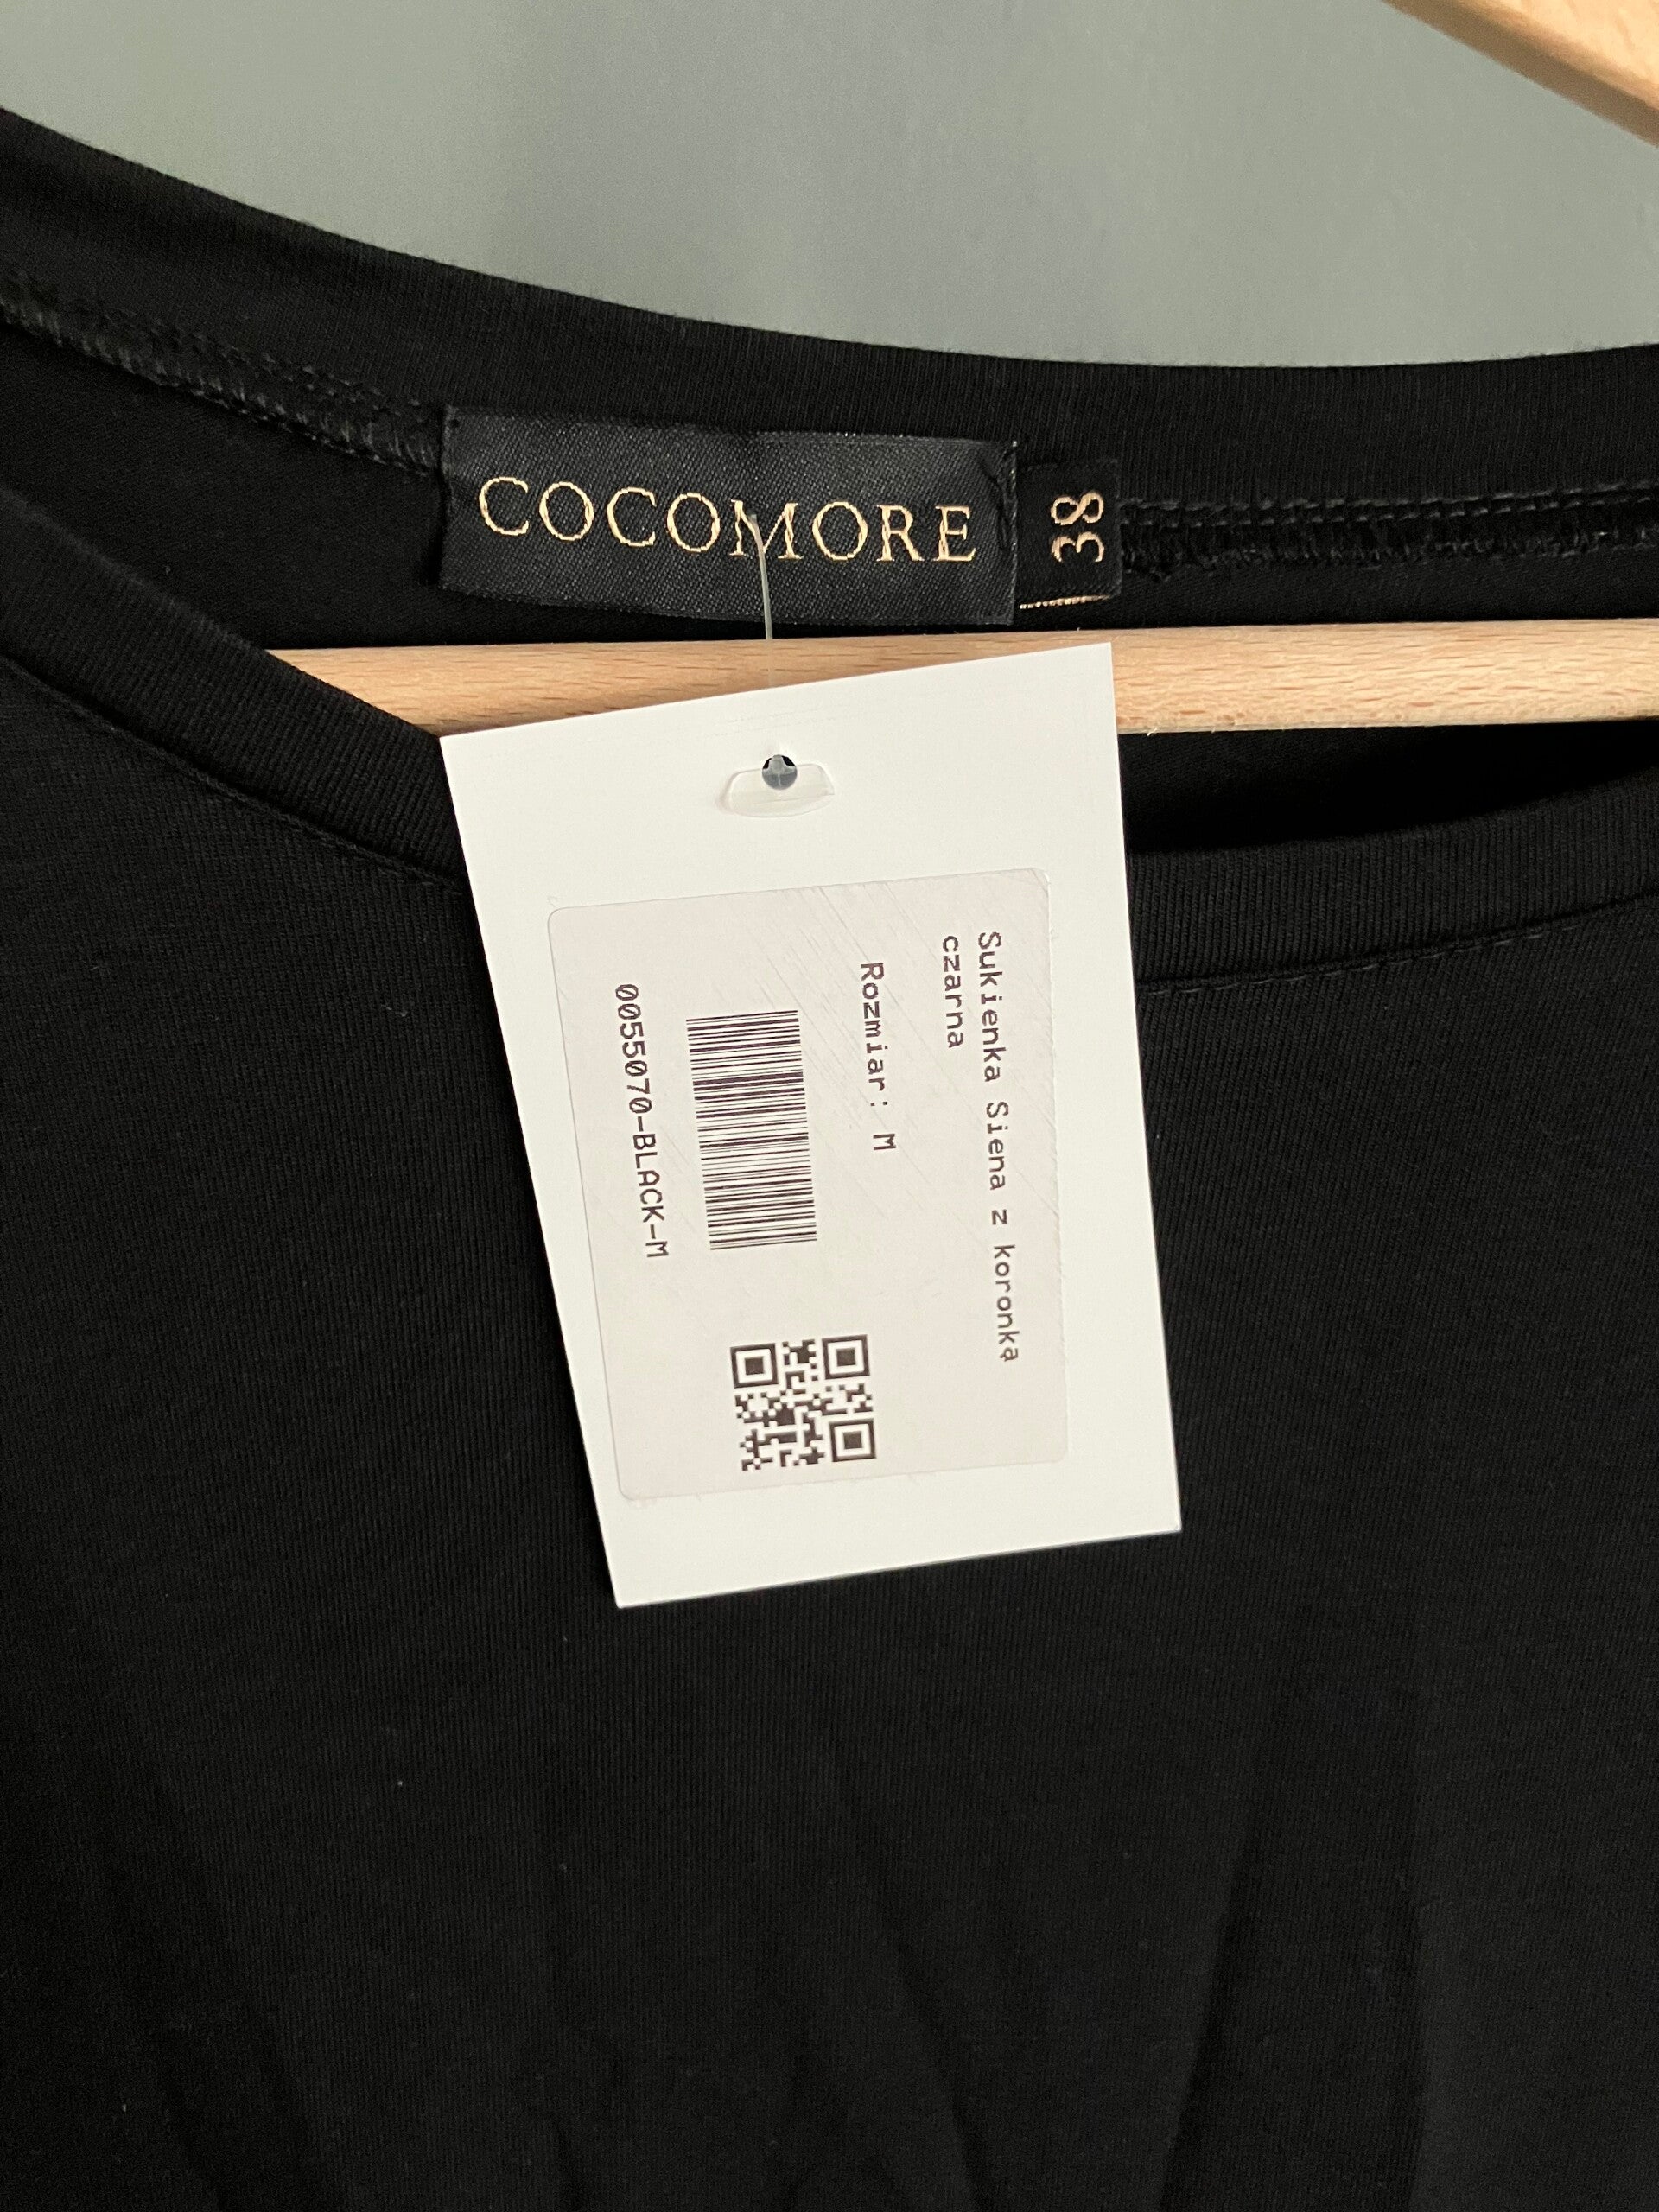 COCOMORE
38
Sukienka Siena z koronką
czarna
Rozmiar: M
0055070-BLACK-M